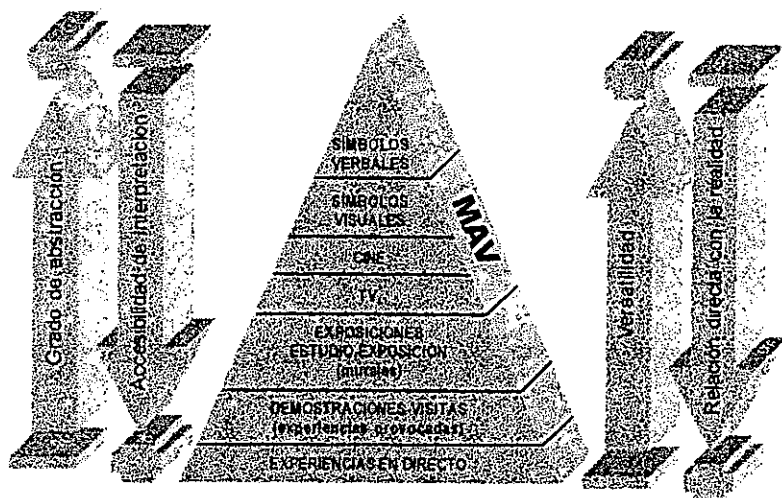 Grado de abstracción
Accesibilidad de interpretación
SÍMBOLOS
VERBALES
SÍMBOLOS
VISUALES
CINE
TV
EXPOSICIONES
ESTUDIO EXPOSICIÓN
(murales)
DEMOSTRACIONES VISITAS
(experiencias provocadas)
EXPERIENCIAS EN DIRECTO
MAV
Versatilidad
Relación directa con la realidad